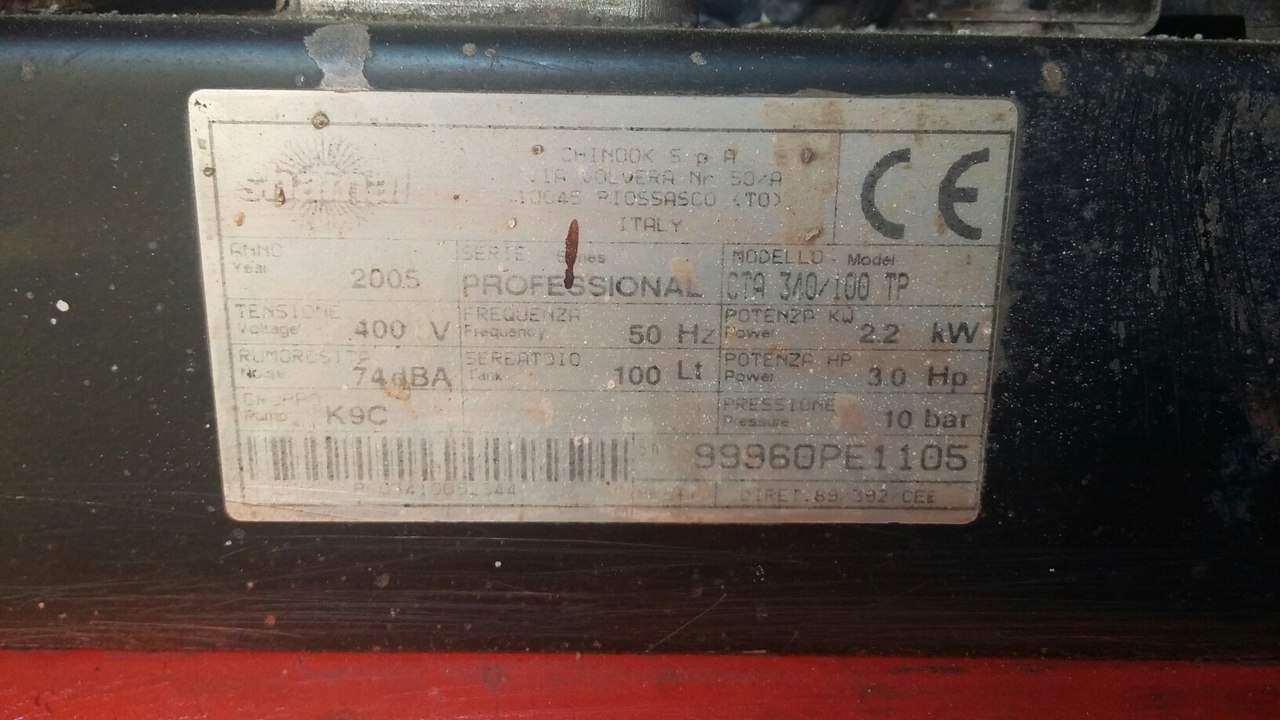 CHINOOK S p A
VIA VOLVERA Nr 50/A
10045 PIOSSASCO (TO)
ITALY
CE
ANNO
Year
2005
SERIE Series
PROFESSIONAL
MODELLO Model
CTA 340/100 TP
TENSIONE
Voltage
400 V
FREQUENZA
Frequency
50 Hz
POTENZA KW
Power
2.2 kW
RUMOROSITA
Noise
74 dBA
SERBATOIO
Tank
100 Lt
POTENZA HP
Power
3.0 Hp
GRUPPO
Pump
K9C
PRESSIONE
Pressure
10 bar
99960PE1105
DIRET.89 392 CEE